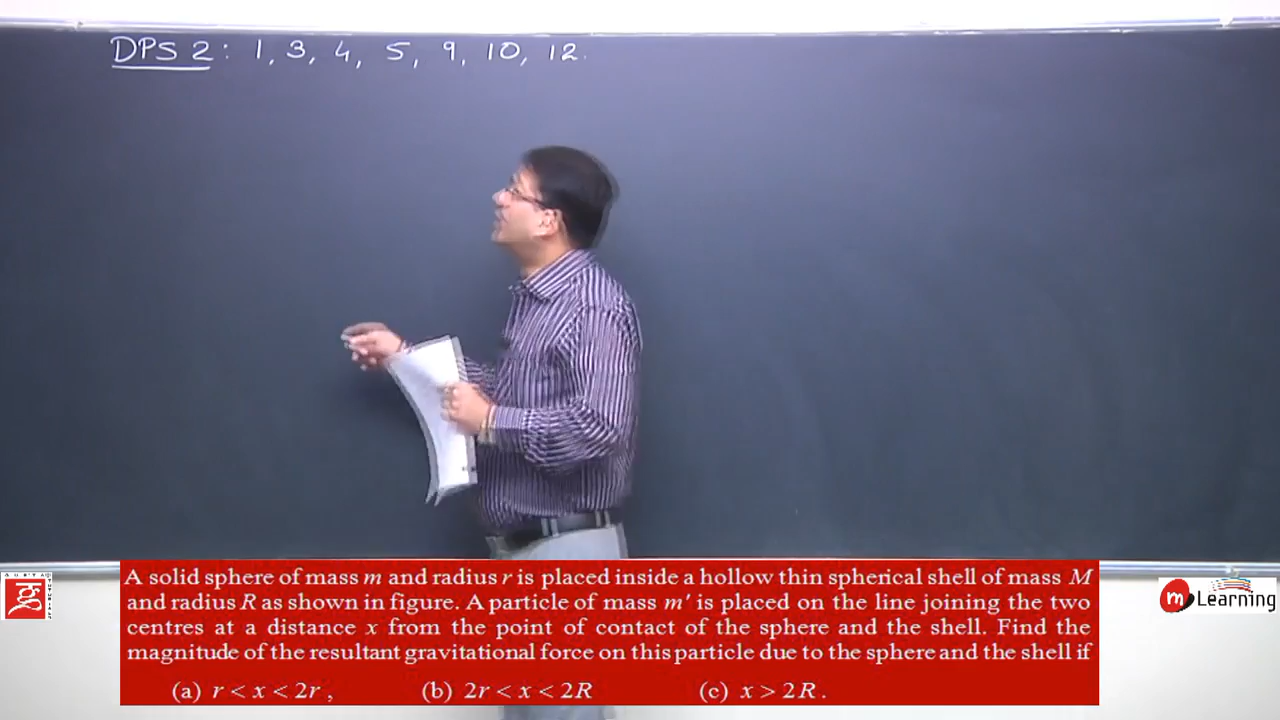 DPS 2 : 1, 3, 4, 5, 9, 10, 12.
A solid sphere of mass m and radius r is placed inside a hollow thin spherical shell of mass M
and radius R as shown in figure. A particle of mass m' is placed on the line joining the two
centres at a distance x from the point of contact of the sphere and the shell. Find the
magnitude of the resultant gravitational force on this particle due to the sphere and the shell if
(a) r < x < 2r , (b) 2r < x < 2R (c) x > 2R .
m Learning